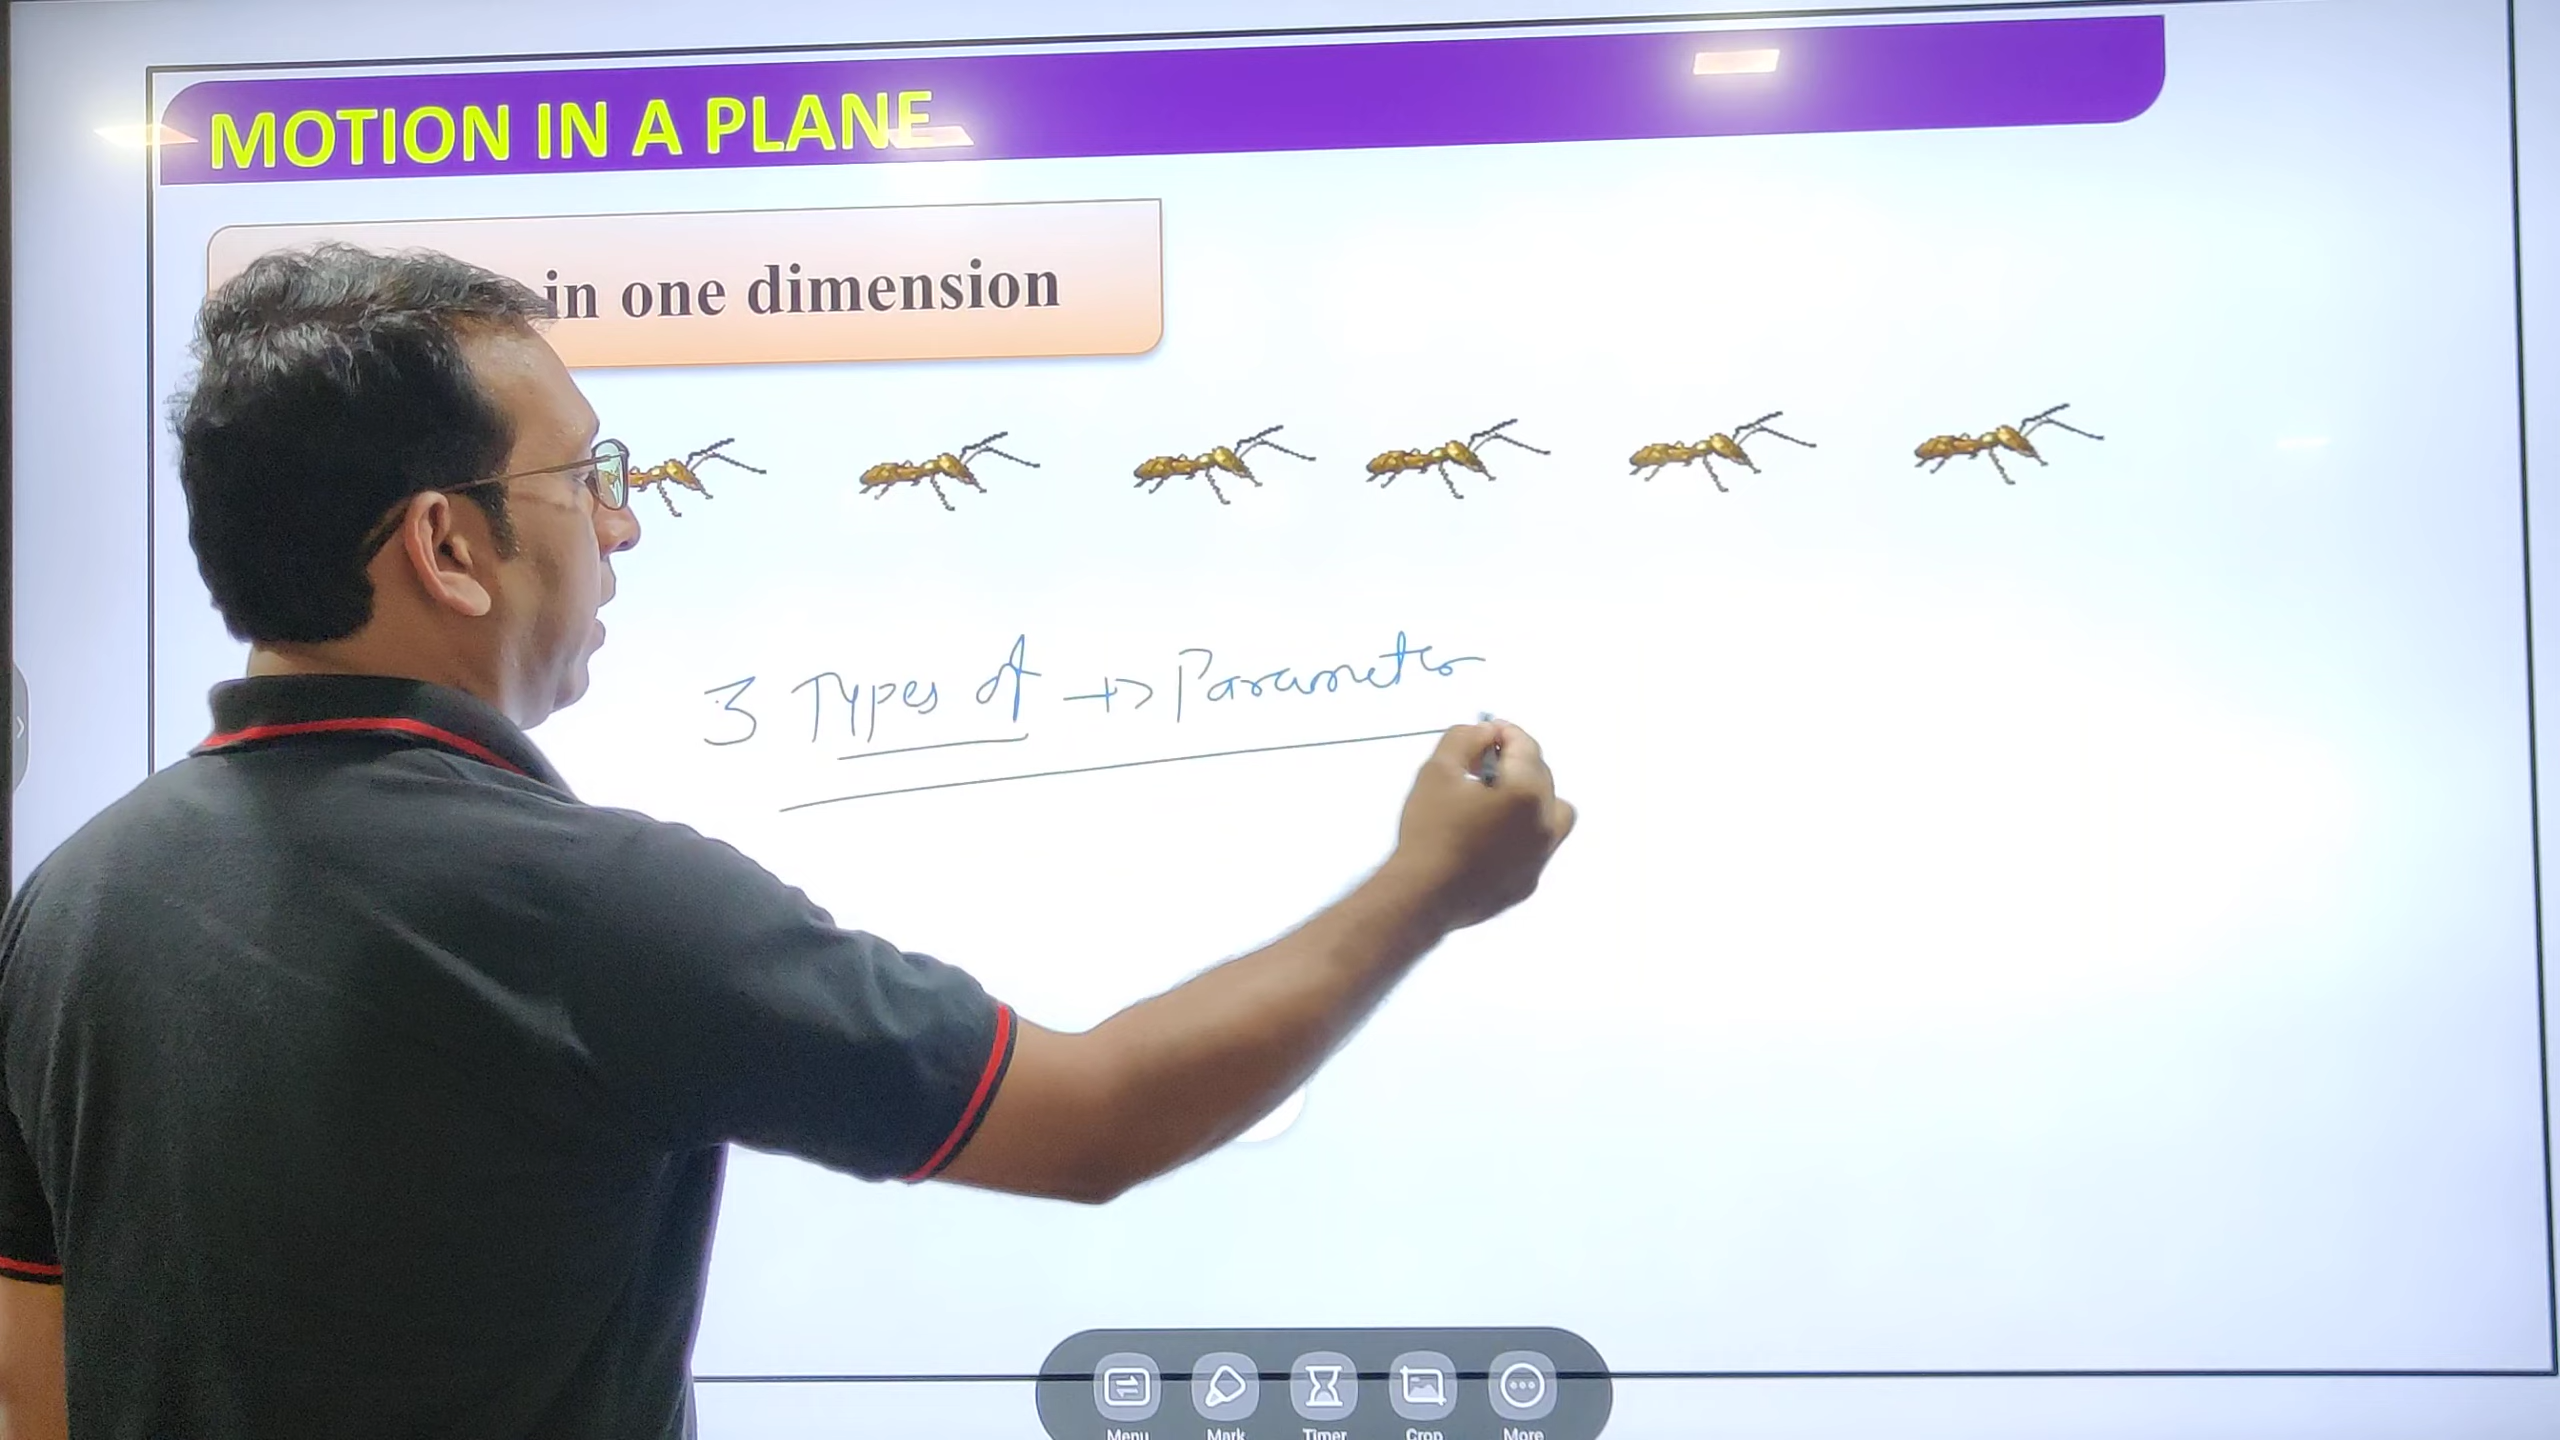 MOTION IN A PLANE
in one dimension
3 Types of → Parameter
Menu Mark Timer Crop More